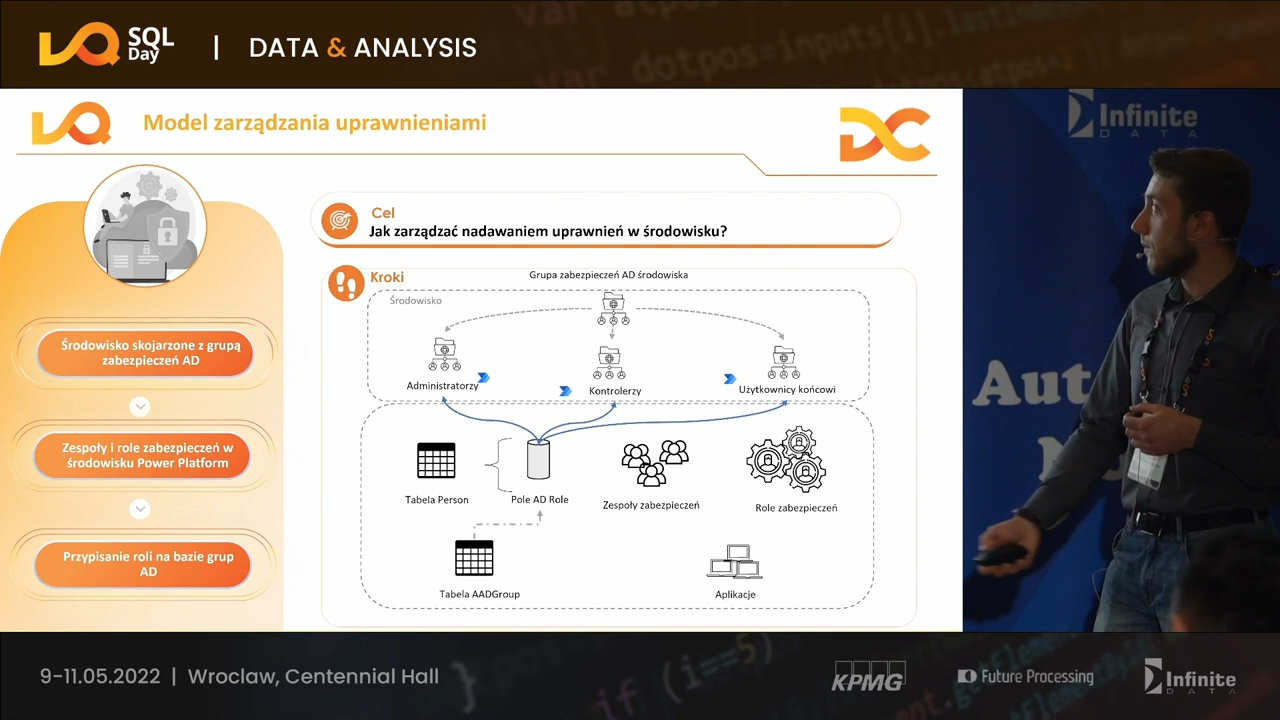 SQL
Day
| DATA & ANALYSIS
Model zarządzania uprawnieniami
Infinite
DATA
Cel
Jak zarządzać nadawaniem uprawnień w środowisku?
Kroki
Grupa zabezpieczeń AD środowiska
Środowisko
Administratorzy
Kontrolerzy
Użytkownicy końcowi
Środowisko skojarzone z grupą
zabezpieczeń AD
Zespoły i role zabezpieczeń w
środowisku Power Platform
Przypisanie roli na bazie grup
AD
Tabela Person
Pole AD Role
Zespoły zabezpieczeń
Role zabezpieczeń
Tabela AADGroup
Aplikacje
Aut
9-11.05.2022 | Wroclaw, Centennial Hall
KPMG
Future Processing
Infinite
DATA